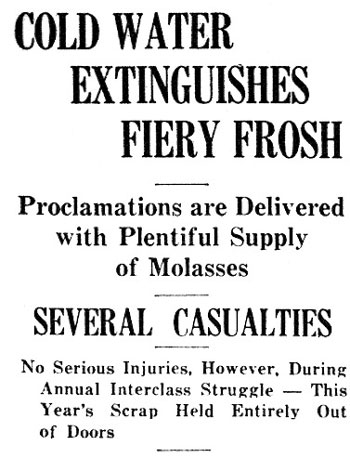 COLD WATER
EXTINGUISHES
FIERY FROSH
Proclamations are Delivered
with Plentiful Supply
of Molasses
SEVERAL CASUALTIES
No Serious Injuries, However, During
Annual Interclass Struggle — This
Year's Scrap Held Entirely Out
of Doors